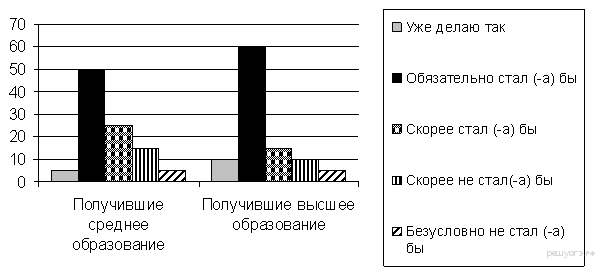 70
60
50
40
30
20
10
0
Получившие
среднее
образование
Получившие высшее
образование
Уже делаю так
Обязательно стал (-а) бы
Скорее стал (-а) бы
Скорее не стал(-а) бы
Безусловно не стал (-а)
бы
решуогэ.рф